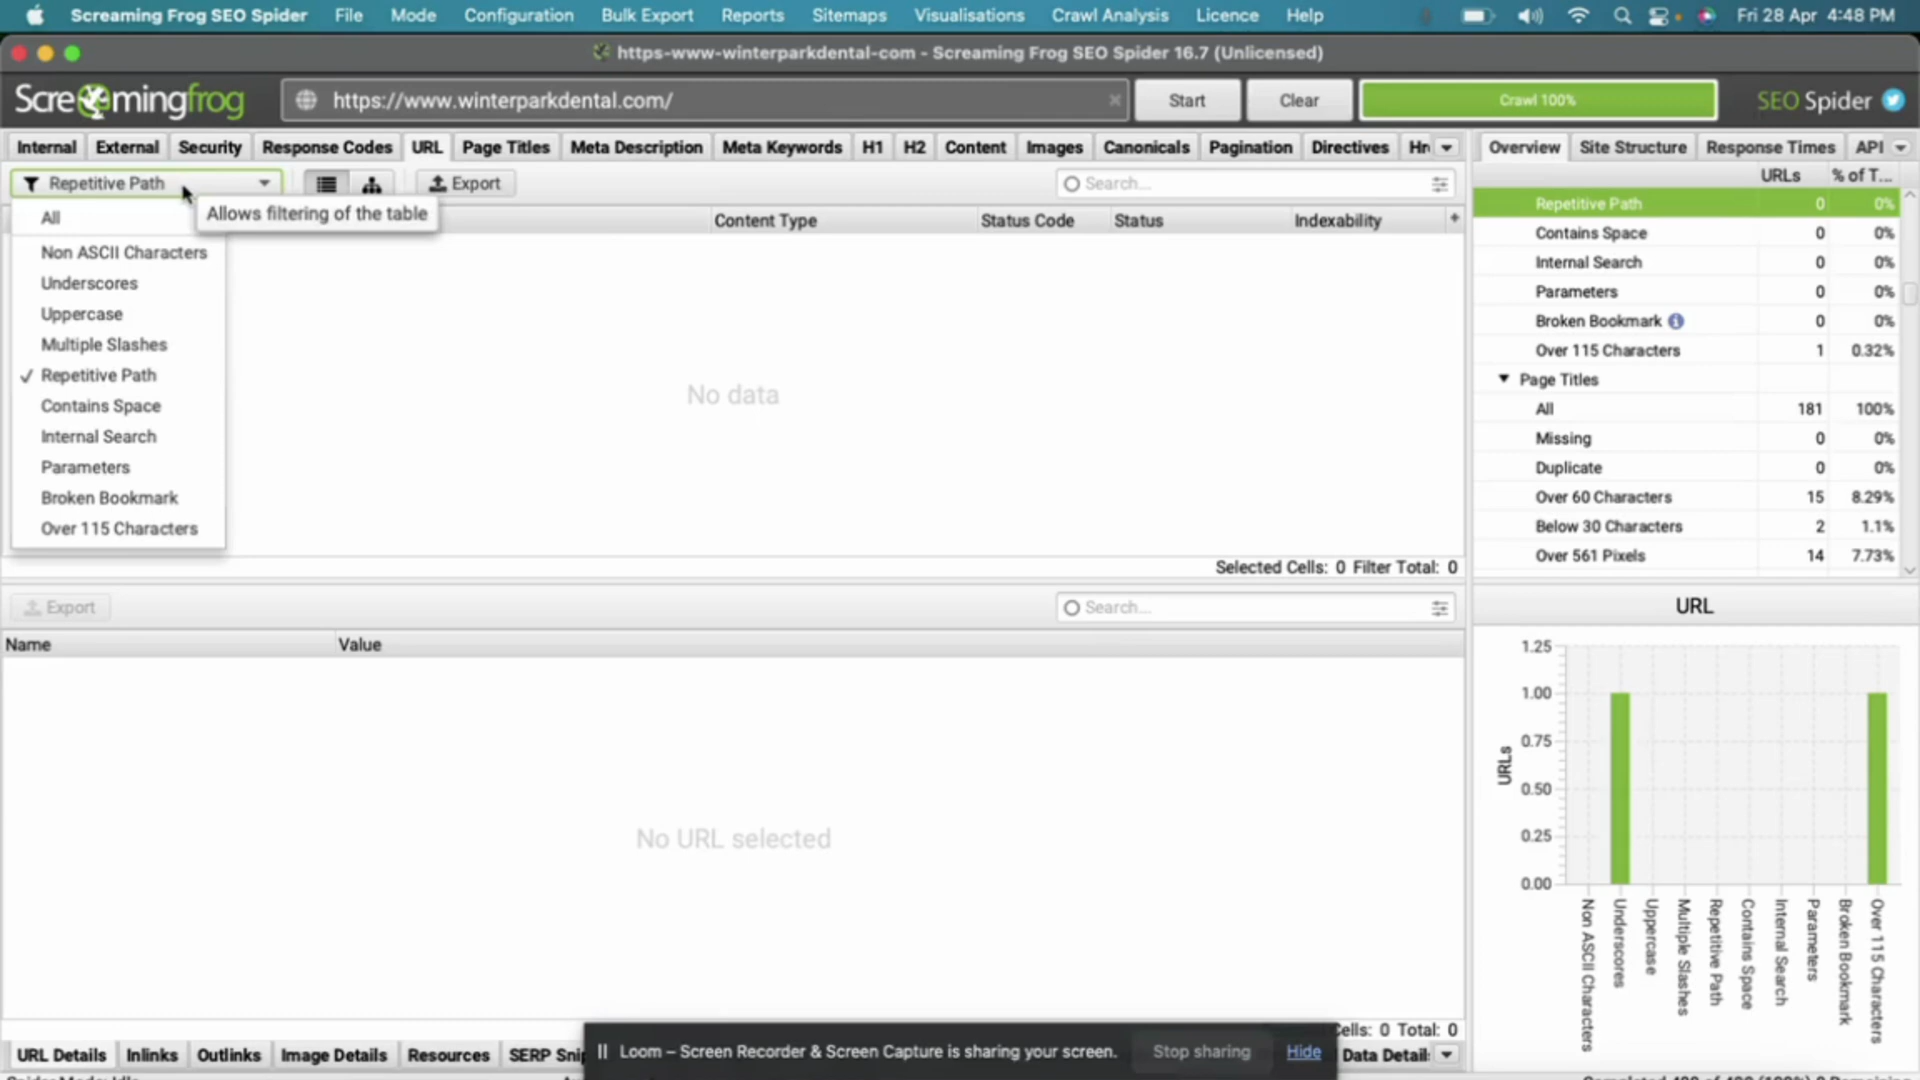 Screaming Frog SEO Spider File Mode Configuration Bulk Export Reports Sitemaps Visualisations Crawl Analysis Licence Help Fri 28 Apr 4:48 PM
https-www-winterparkdental-com - Screaming Frog SEO Spider 16.7 (Unlicensed)
Screamingfrog https://www.winterparkdental.com/ Start Clear Crawl 100% SEO Spider
Internal External Security Response Codes URL Page Titles Meta Description Meta Keywords H1 H2 Content Images Canonicals Pagination Directives
Repetitive Path Export Search...
Allows filtering of the table
Content Type Status Code Status Indexability +
All
Non ASCII Characters
Underscores
Uppercase
Multiple Slashes
✓ Repetitive Path
Contains Space
Internal Search
Parameters
Broken Bookmark
Over 115 Characters
No data
Selected Cells: 0 Filter Total: 0
Export Search...
Name Value
No URL selected
Cells: 0 Total: 0
URL Details Inlinks Outlinks Image Details Resources SERP Snip
Loom – Screen Recorder & Screen Capture is sharing your screen. Stop sharing Hide
Data Detail
Overview Site Structure Response Times API
URLs % of T...
Repetitive Path 0 0%
Contains Space 0 0%
Internal Search 0 0%
Parameters 0 0%
Broken Bookmark 0 0%
Over 115 Characters 1 0.32%
Page Titles
All 181 100%
Missing 0 0%
Duplicate 0 0%
Over 60 Characters 15 8.29%
Below 30 Characters 2 1.1%
Over 561 Pixels 14 7.73%
URL
1.25
1.00
0.75
0.50
0.25
0.00
URLs
Non ASCII Characters
Underscores
Uppercase
Multiple Slashes
Repetitive Path
Contains Space
Internal Search
Parameters
Broken Bookmark
Over 115 Characters